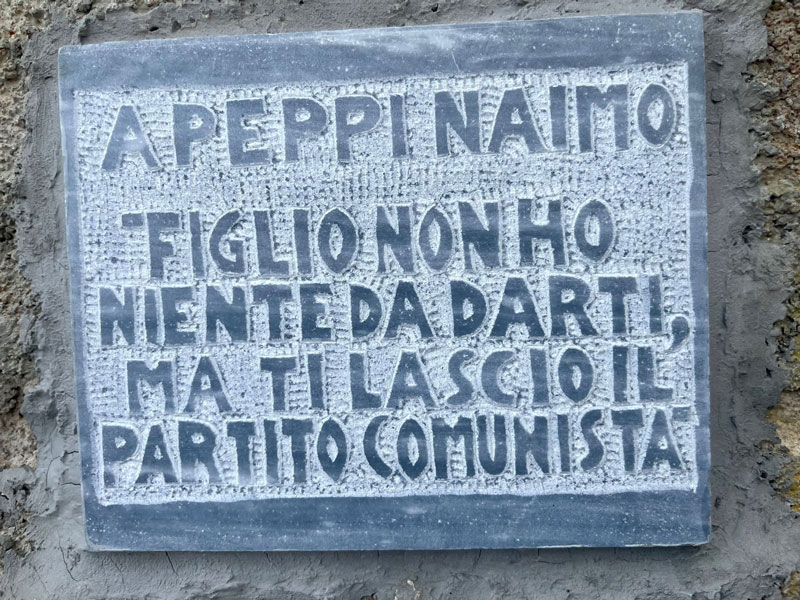 A PEPPI NAIMO
"FIGLIO NON HO
NIENTE DA DARTI,
MA TI LASCIO IL
PARTITO COMUNISTA"